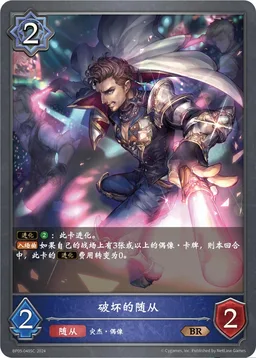 2
进化 2 : 此卡进化。
入场曲 如果自己的战场上有3张或以上的偶像·卡牌，则本回合
中，此卡的 进化 费用转变为0。
破坏的随从
2
随从
灾杰·偶像
BR
2